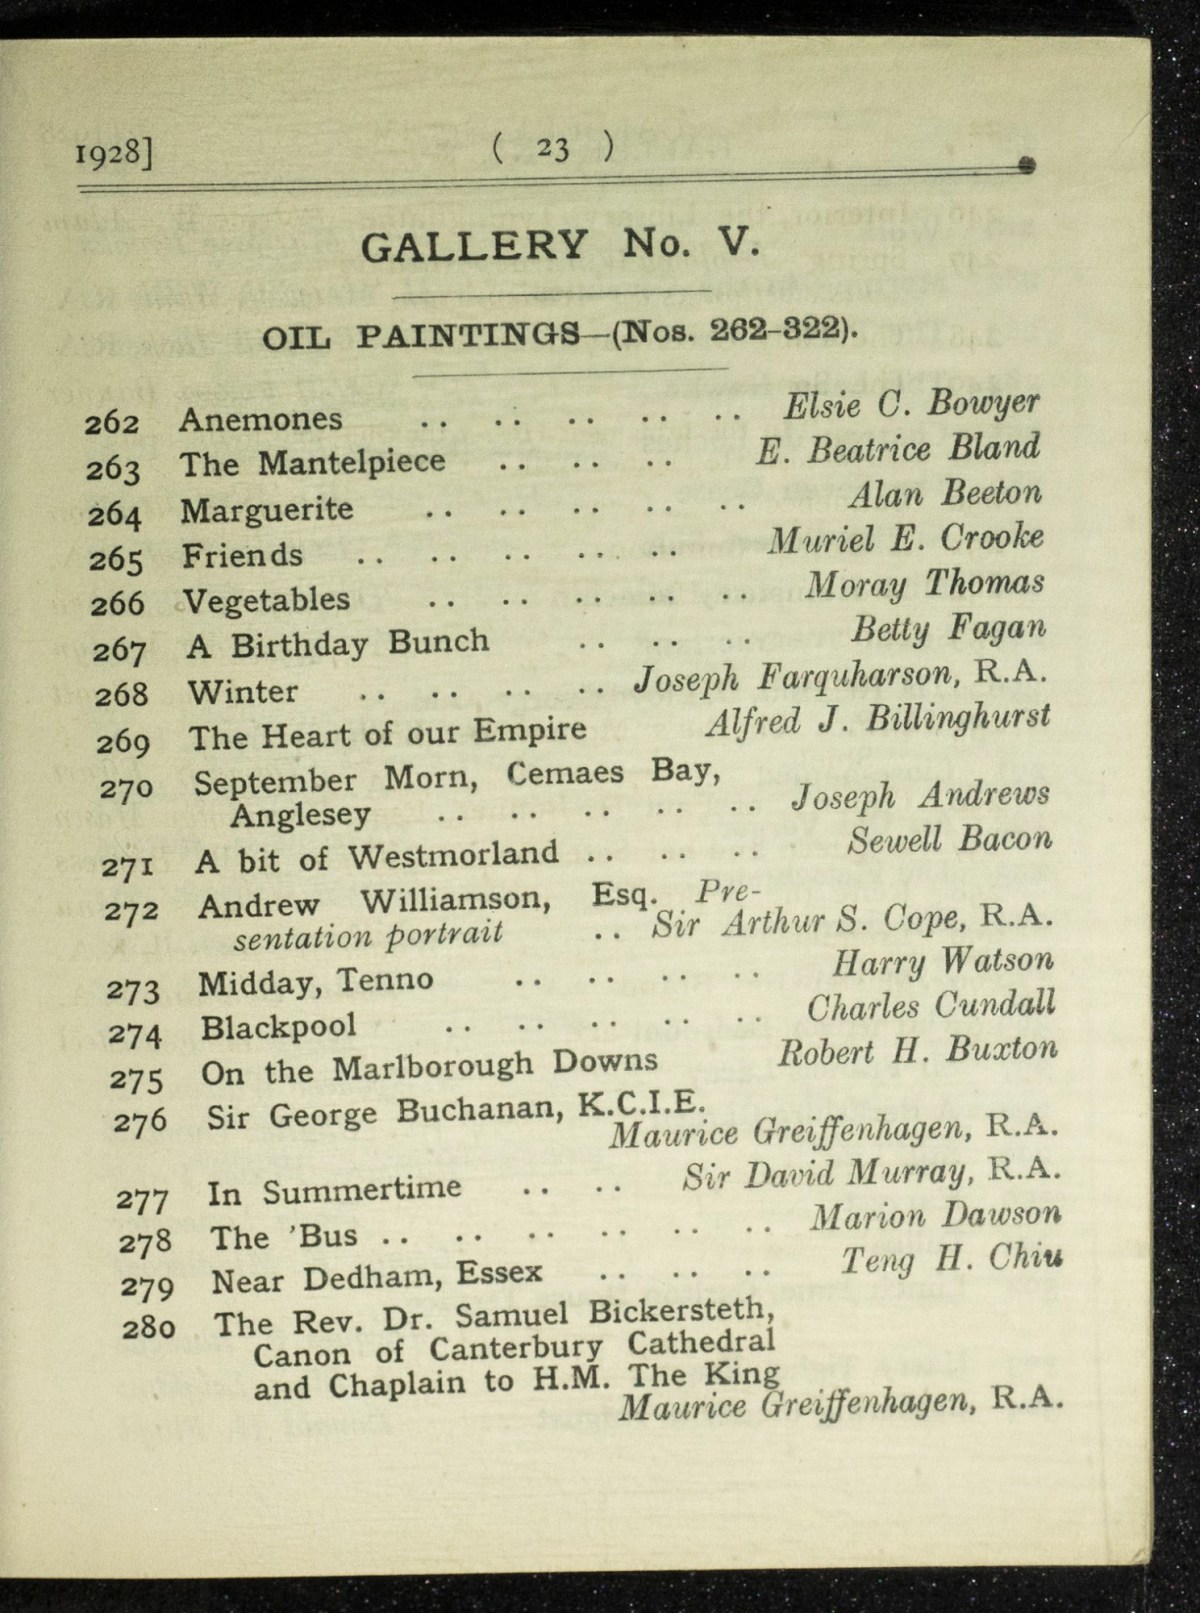 1928] ( 23 )
GALLERY No. V.
OIL PAINTINGS—(Nos. 262-322).
262 Anemones .. .. .. .. .. Elsie C. Bowyer
263 The Mantelpiece .. .. .. E. Beatrice Bland
264 Marguerite .. .. .. .. .. Alan Beeton
265 Friends .. .. .. .. .. Muriel E. Crooke
266 Vegetables .. .. .. .. .. Moray Thomas
267 A Birthday Bunch .. .. .. Betty Fagan
268 Winter .. .. .. .. Joseph Farquharson, R.A.
269 The Heart of our Empire Alfred J. Billinghurst
270 September Morn, Cemaes Bay,
Anglesey .. .. .. .. .. Joseph Andrews
271 A bit of Westmorland .. .. .. Sewell Bacon
272 Andrew Williamson, Esq. Pre-
sentation portrait .. Sir Arthur S. Cope, R.A.
273 Midday, Tenno .. .. .. .. Harry Watson
274 Blackpool .. .. .. .. .. Charles Cundall
275 On the Marlborough Downs Robert H. Buxton
276 Sir George Buchanan, K.C.I.E.
Maurice Greiffenhagen, R.A.
277 In Summertime .. .. Sir David Murray, R.A.
278 The 'Bus .. .. .. .. .. .. Marion Dawson
279 Near Dedham, Essex .. .. .. Teng H. Chiu
280 The Rev. Dr. Samuel Bickersteth,
Canon of Canterbury Cathedral
and Chaplain to H.M. The King
Maurice Greiffenhagen, R.A.